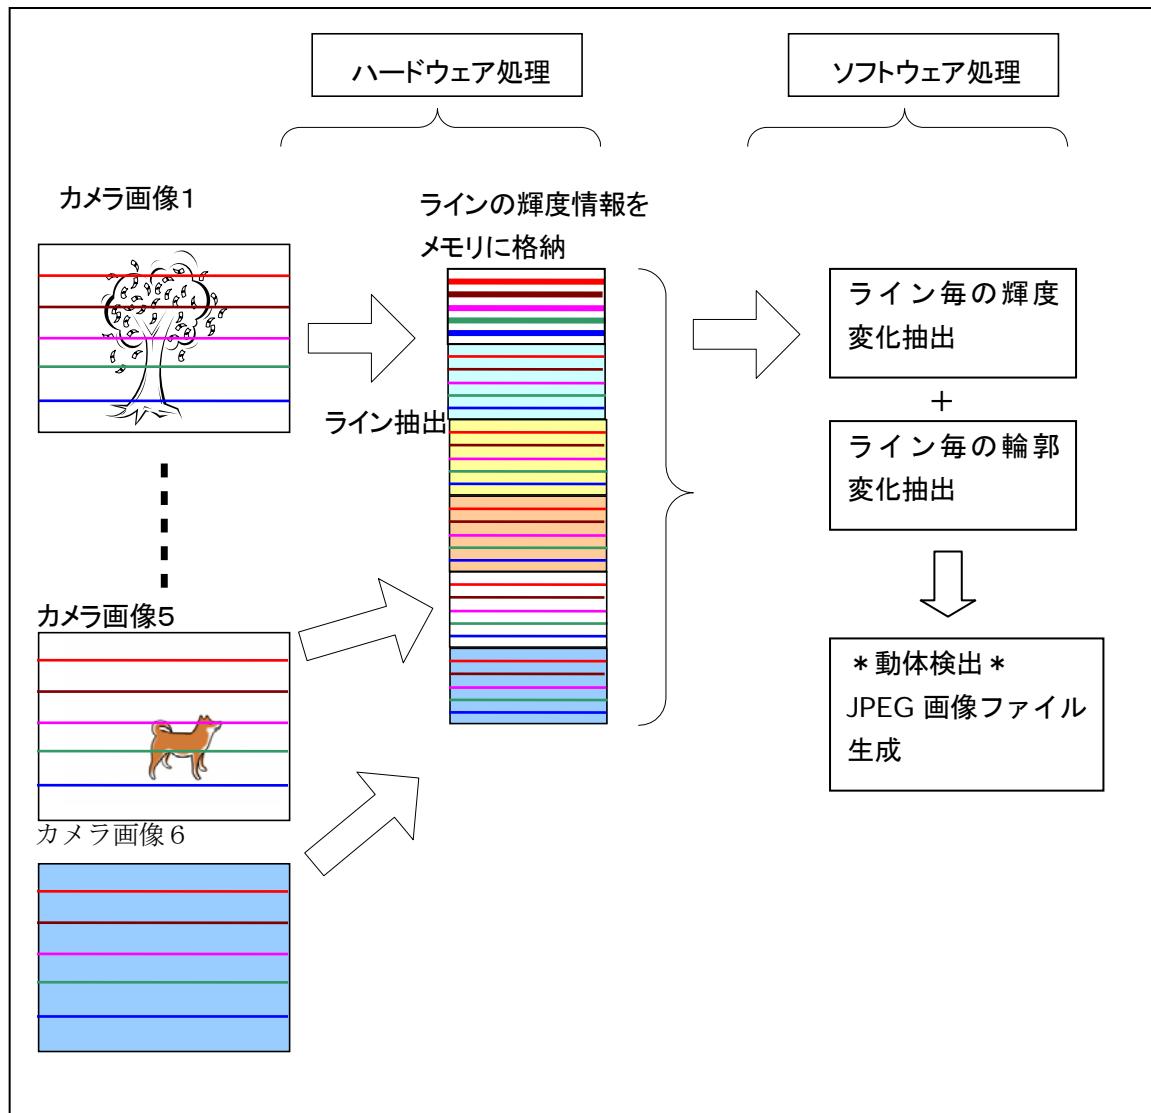 ハードウェア処理
ソフトウェア処理
カメラ画像１
ラインの輝度情報を
メモリに格納
ライン毎の輝度
変化抽出
＋
ライン抽出
ライン毎の輪郭
変化抽出
カメラ画像５
＊動体検出＊
JPEG 画像ファイル
生成
カメラ画像６